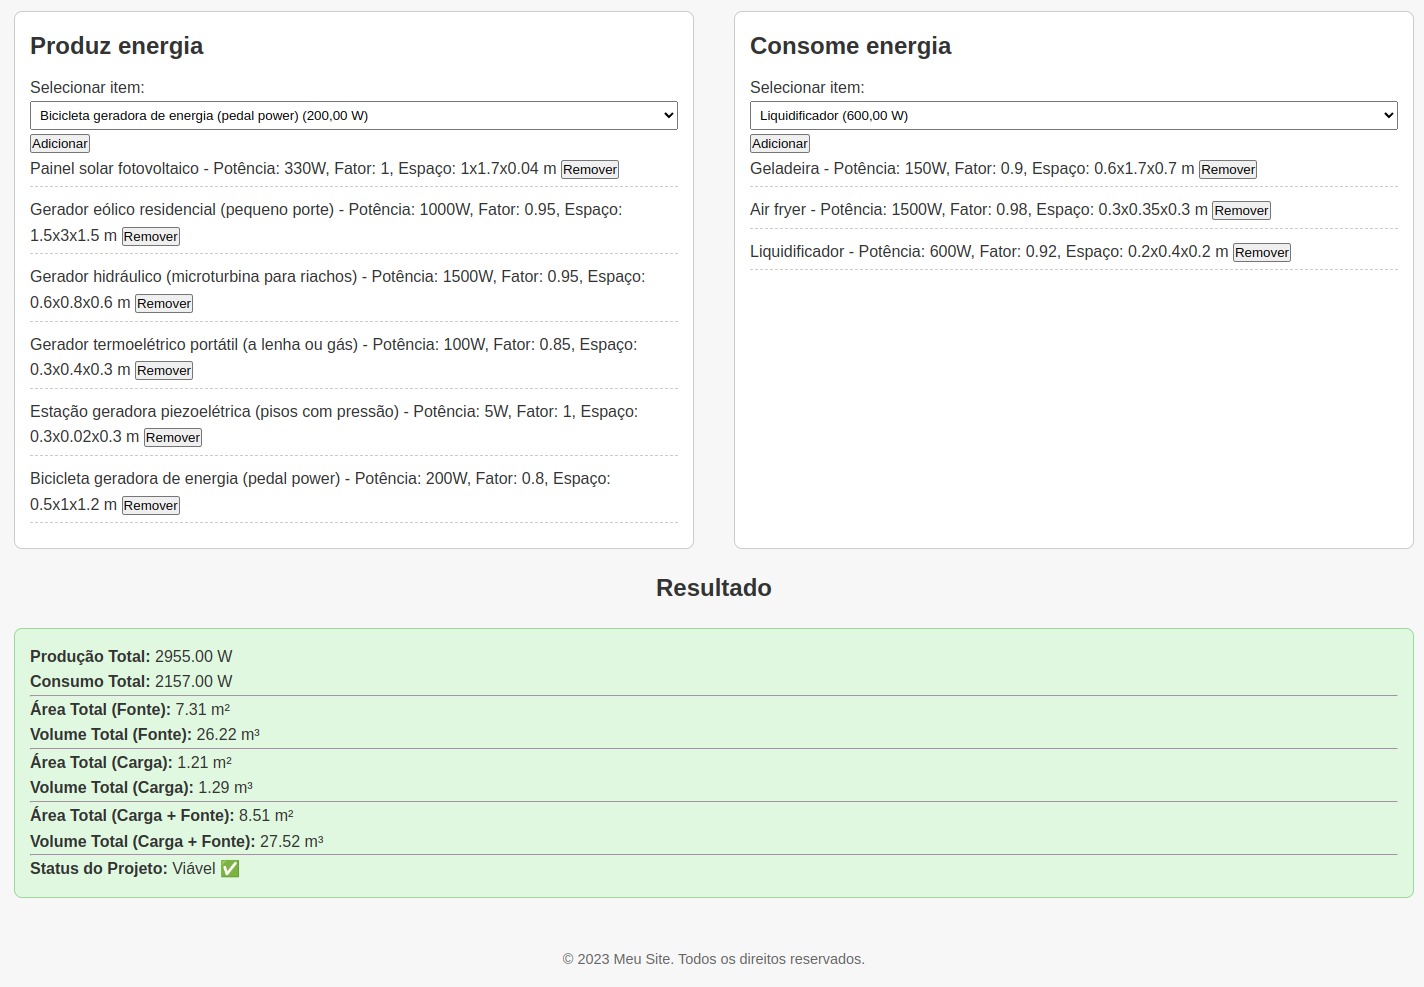 Produz energia
Selecionar item:
Bicicleta geradora de energia (pedal power) (200,00 W)
Adicionar
Painel solar fotovoltaico - Potência: 330W, Fator: 1, Espaço: 1x1.7x0.04 m Remover
Gerador eólico residencial (pequeno porte) - Potência: 1000W, Fator: 0.95, Espaço:
1.5x3x1.5 m Remover
Gerador hidráulico (microturbina para riachos) - Potência: 1500W, Fator: 0.95, Espaço:
0.6x0.8x0.6 m Remover
Gerador termoelétrico portátil (a lenha ou gás) - Potência: 100W, Fator: 0.85, Espaço:
0.3x0.4x0.3 m Remover
Estação geradora piezoelétrica (pisos com pressão) - Potência: 5W, Fator: 1, Espaço:
0.3x0.02x0.3 m Remover
Bicicleta geradora de energia (pedal power) - Potência: 200W, Fator: 0.8, Espaço:
0.5x1x1.2 m Remover
Consome energia
Selecionar item:
Liquidificador (600,00 W)
Adicionar
Geladeira - Potência: 150W, Fator: 0.9, Espaço: 0.6x1.7x0.7 m Remover
Air fryer - Potência: 1500W, Fator: 0.98, Espaço: 0.3x0.35x0.3 m Remover
Liquidificador - Potência: 600W, Fator: 0.92, Espaço: 0.2x0.4x0.2 m Remover
Resultado
Produção Total: 2955.00 W
Consumo Total: 2157.00 W
Área Total (Fonte): 7.31 m²
Volume Total (Fonte): 26.22 m³
Área Total (Carga): 1.21 m²
Volume Total (Carga): 1.29 m³
Área Total (Carga + Fonte): 8.51 m²
Volume Total (Carga + Fonte): 27.52 m³
Status do Projeto: Viável ✅
© 2023 Meu Site. Todos os direitos reservados.